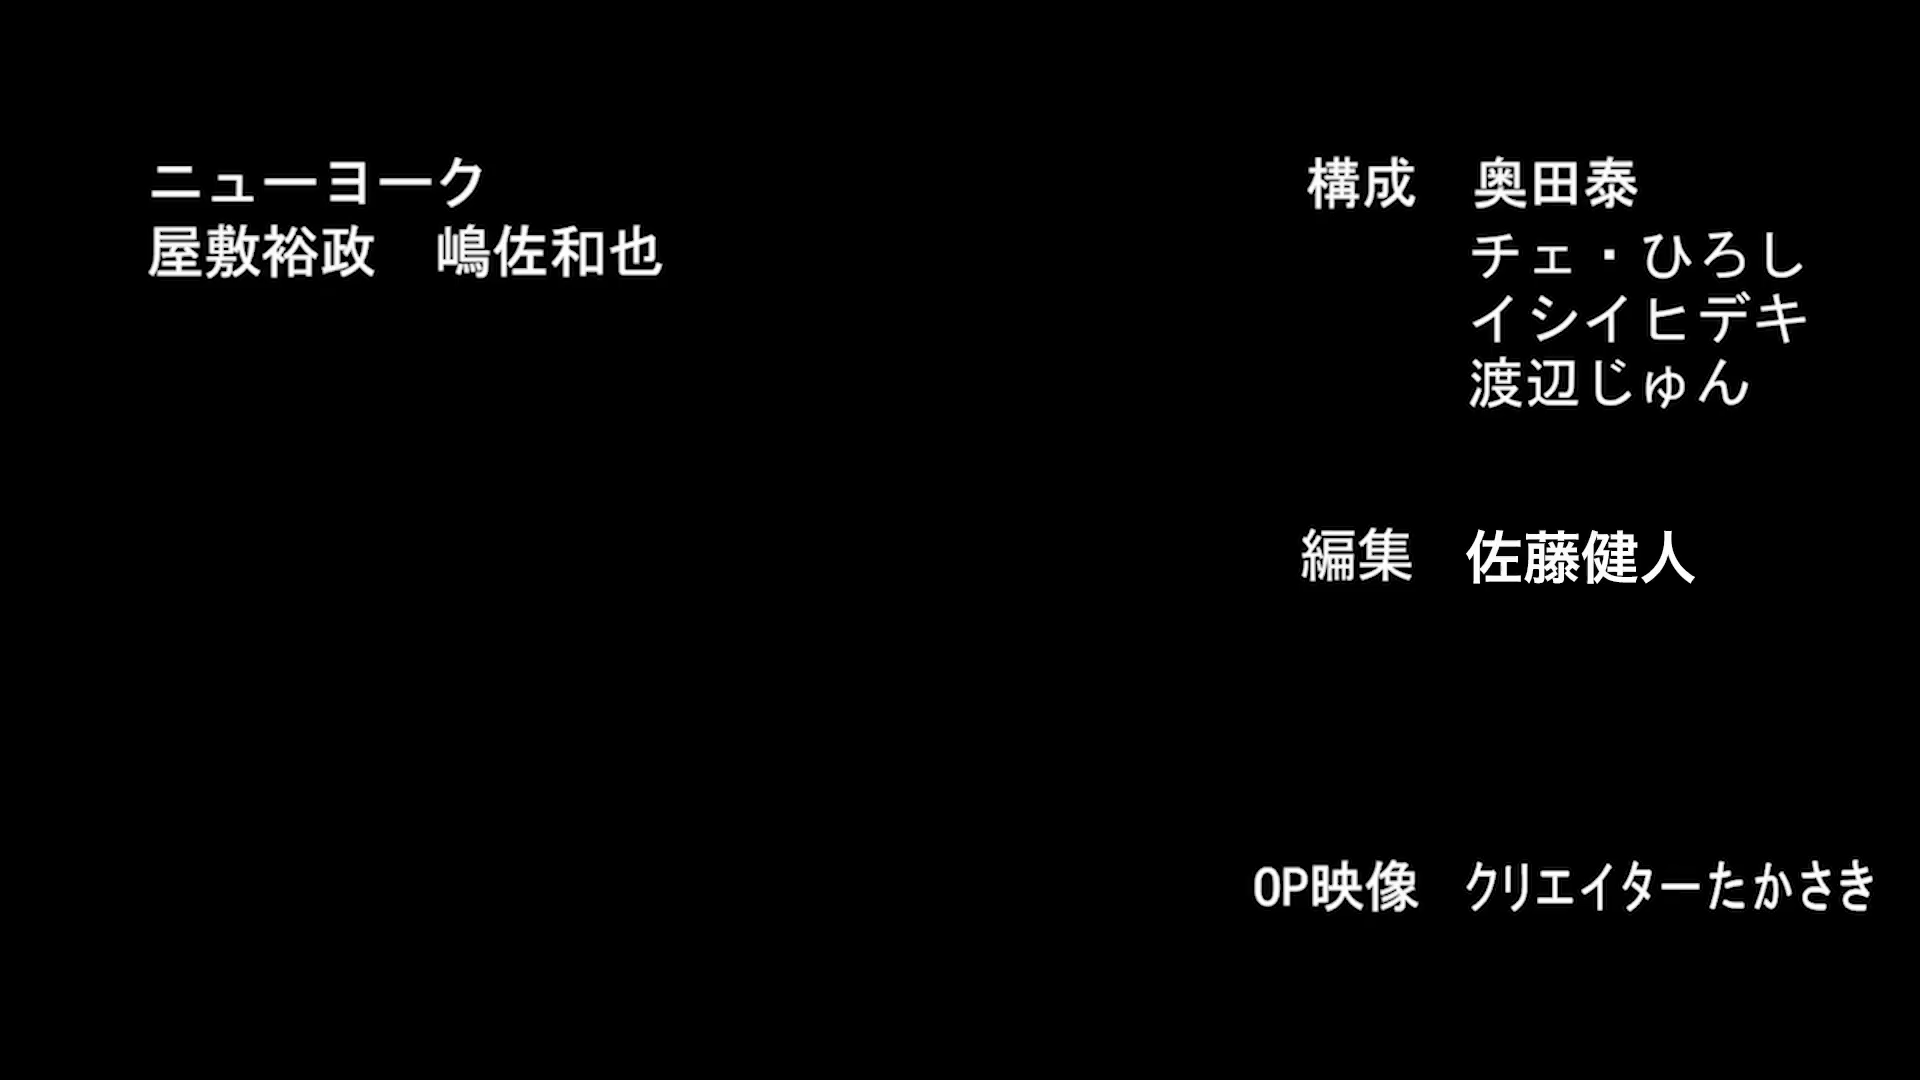 ニューヨーク
屋敷裕政　嶋佐和也
構成　奥田泰
チェ・ひろし
イシイヒデキ
渡辺じゅん
編集　佐藤健人
OP映像　クリエイターたかさき